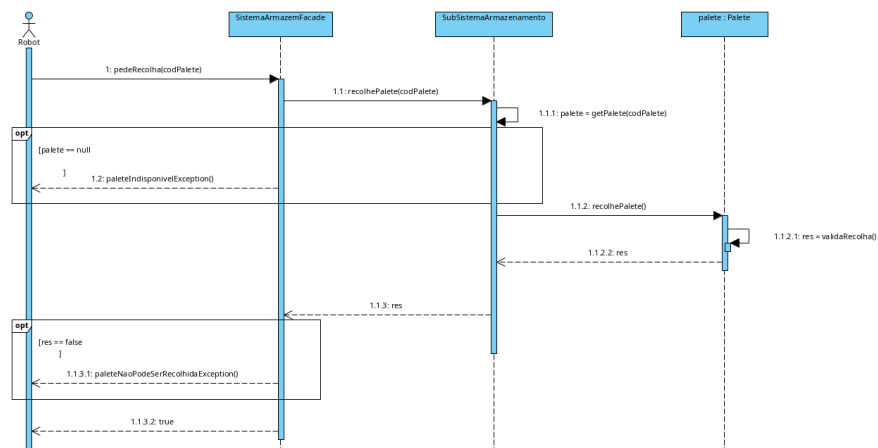 SistemaArmazemFacade
SubSistemaArmazenamento
palete : Palete
Robot
1: pedeRecolha(codPalete)
1.1: recolhePalete(codPalete)
1.1.1: palete = getPalete(codPalete)
opt
[palete == null
]
1.2: paleteIndisponivelException()
1.1.2: recolhePalete()
1.1.2.1: res = validaRecolha()
1.1.2.2: res
1.1.3: res
opt
[res == false
]
1.1.3.1: paleteNaoPodeSerRecolhidaException()
1.1.3.2: true